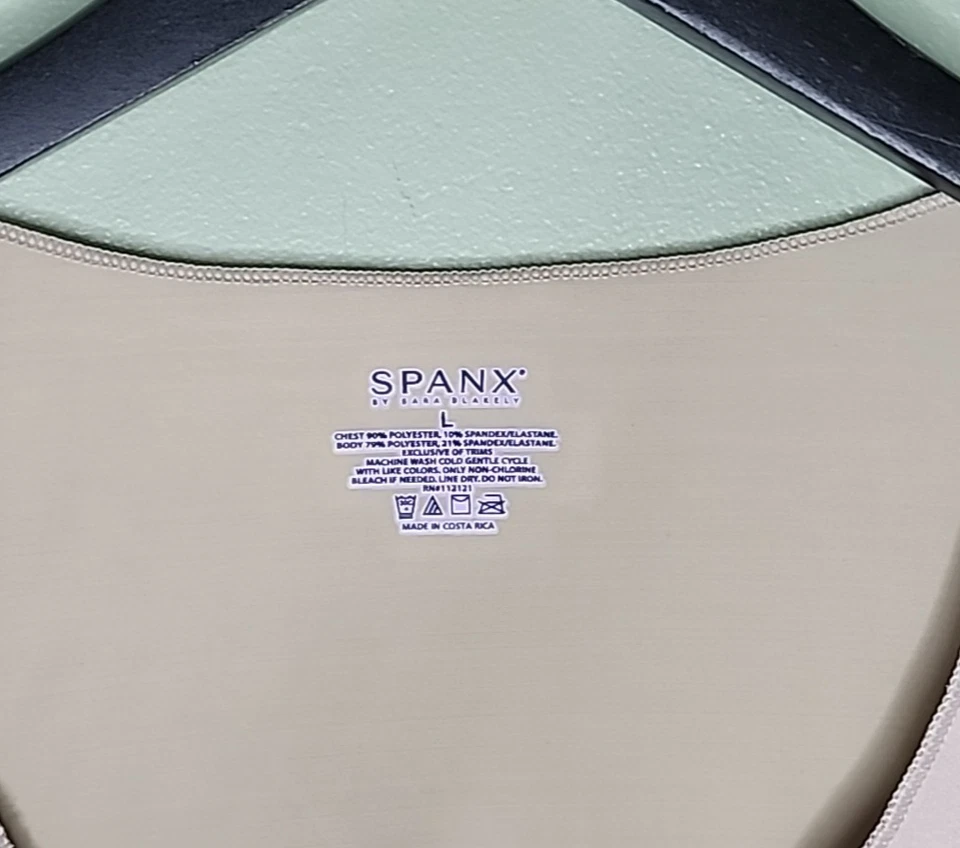 SPANX®
BY SARA BLAKELY
L
CHEST 90% POLYESTER, 10% SPANDEX/ELASTANE.
BODY 79% POLYESTER, 21% SPANDEX/ELASTANE.
EXCLUSIVE OF TRIMS
MACHINE WASH COLD GENTLE CYCLE
WITH LIKE COLORS. ONLY NON-CHLORINE
BLEACH IF NEEDED. LINE DRY. DO NOT IRON.
RN#112121
MADE IN COSTA RICA